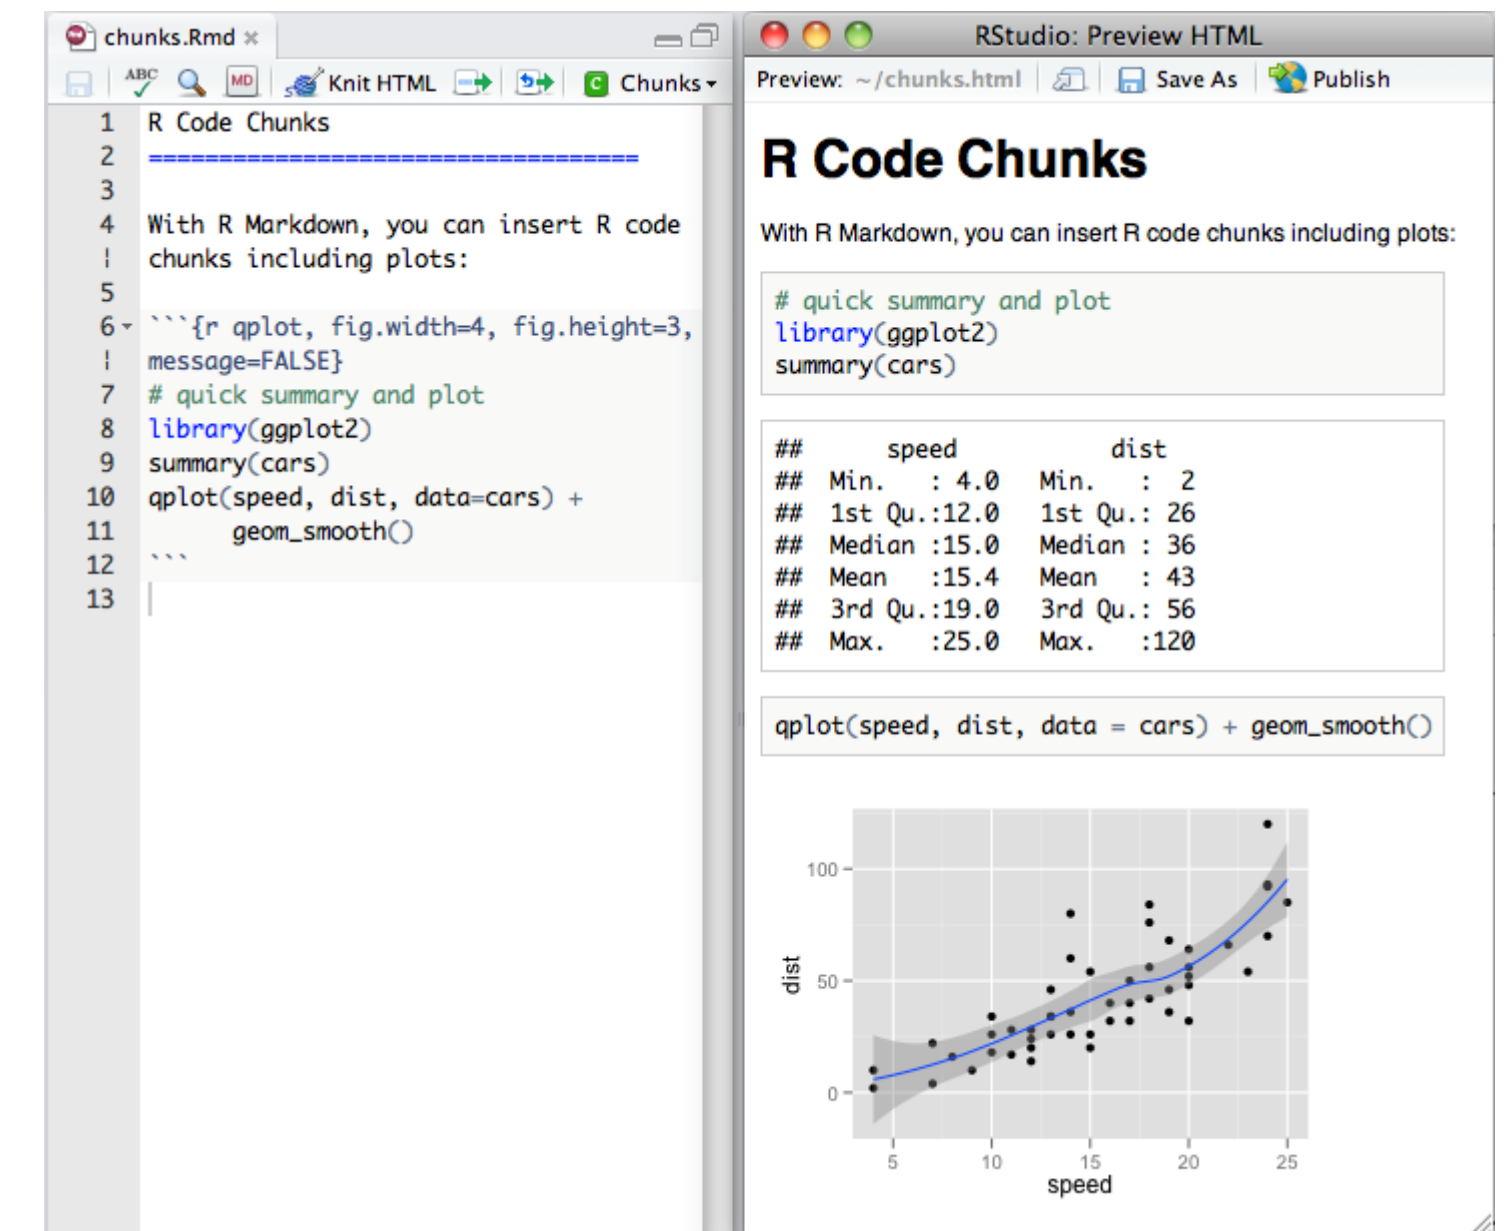 chunks.Rmd
ABC MD Knit HTML C Chunks
1 R Code Chunks
2 ===================================
3
4 With R Markdown, you can insert R code
chunks including plots:
5
6 ```{r qplot, fig.width=4, fig.height=3,
message=FALSE}
7 # quick summary and plot
8 library(ggplot2)
9 summary(cars)
10 qplot(speed, dist, data=cars) +
11       geom_smooth()
12 ```
13
RStudio: Preview HTML
Preview: ~/chunks.html Save As Publish
R Code Chunks
With R Markdown, you can insert R code chunks including plots:
# quick summary and plot
library(ggplot2)
summary(cars)
##      speed           dist
##  Min.   : 4.0   Min.   :  2
##  1st Qu.:12.0   1st Qu.: 26
##  Median :15.0   Median : 36
##  Mean   :15.4   Mean   : 43
##  3rd Qu.:19.0   3rd Qu.: 56
##  Max.   :25.0   Max.   :120
qplot(speed, dist, data = cars) + geom_smooth()
100
50
0
dist
5 10 15 20 25
speed